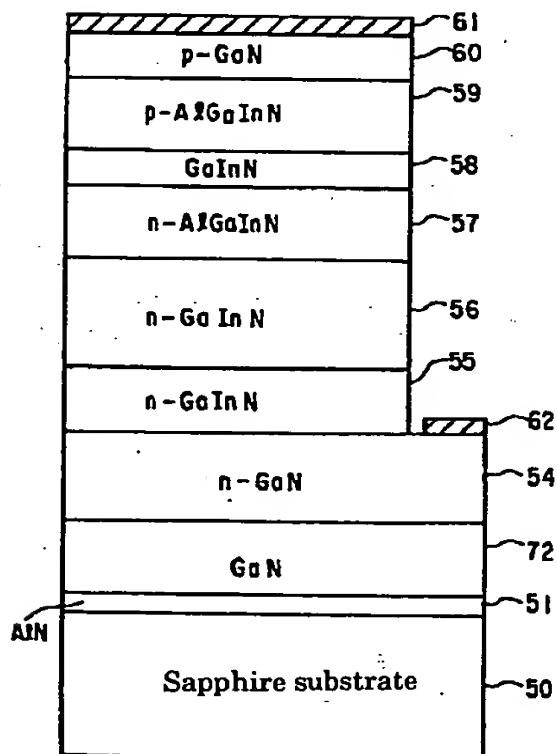 61
p-GaN 60
p-AlGaInN 59
GaInN 58
n-AlGaInN 57
n-GaInN 56
n-GaInN 55
62
n-GaN 54
GaN 72
AlN 51
Sapphire substrate 50